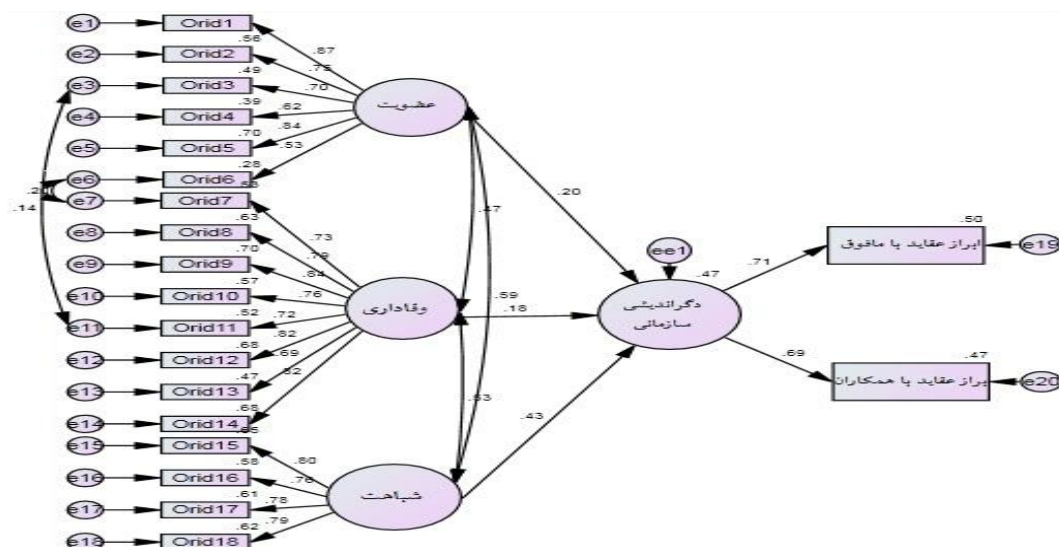 e1 Orid1
.56 .87
e2 Orid2
.49 .75
e3 Orid3
.39 .70
e4 Orid4 .62
.70 .84
e5 Orid5
.28 .53
e6 Orid6
.53
e7 Orid7
.14
.63 .73
e8 Orid8
.70 .79
e9 Orid9
.57 .84
e10 Orid10 .76
.52 .72
e11 Orid11
.68 .82
e12 Orid12
.47 .69
e13 Orid13
.68 .82
e14 Orid14
e15 Orid15
.58 .80
e16 Orid16
.61 .76
e17 Orid17 .78
.62 .79
e18 Orid18
عضویت
وفاداری
شباهت
.47
.59
.53
.20
.18
.43
ee1
.47
دگراندیشی
سازمانی
.71
.69
.50
ابراز عقاید با مافوق
e19
.47
براز عقاید با همکاران
e20